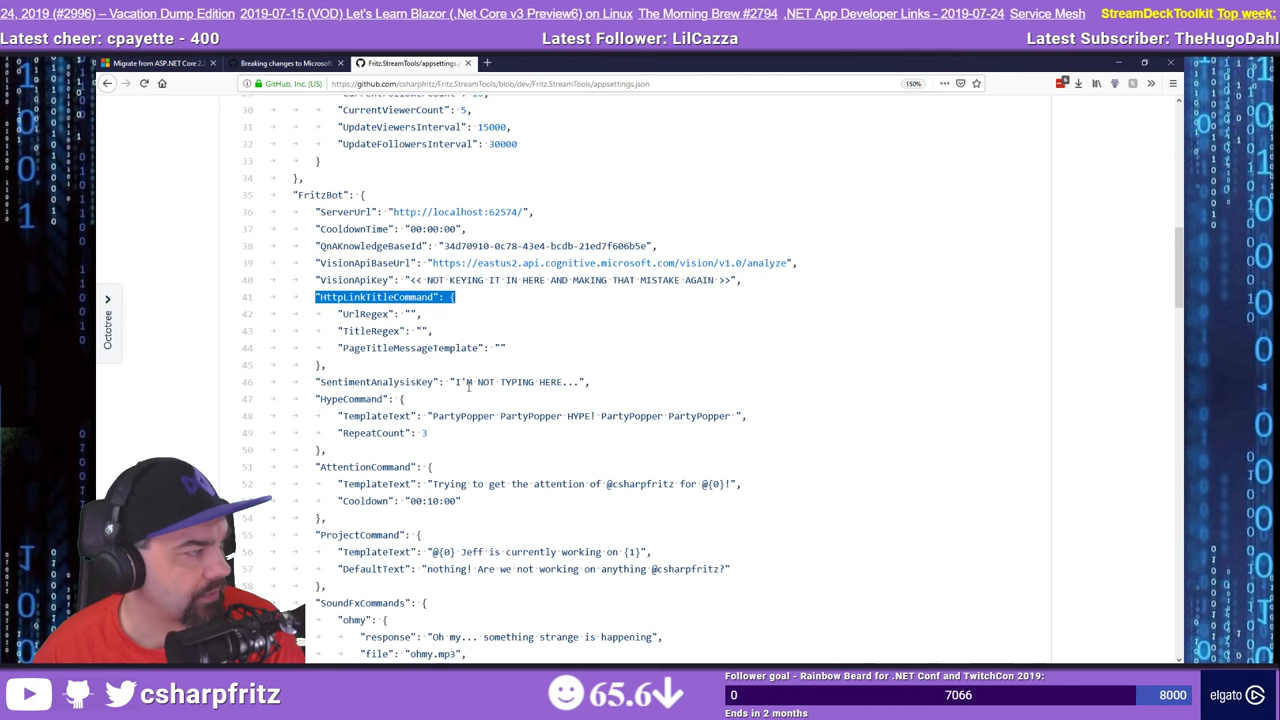 24, 2019 (#2996) – Vacation Dump Edition 2019-07-15 (VOD) Let's Learn Blazor (.Net Core v3 Preview6) on Linux The Morning Brew #2794 .NET App Developer Links - 2019-07-24 Service Mesh
StreamDeckToolkit Top week:
Latest cheer: cpayette - 400
Latest Follower: LilCazza
Latest Subscriber: TheHugoDahl
Migrate from ASP.NET Core 2.2
Breaking changes to Microsoft
Fritz.StreamTools/appsettings.json
GitHub, Inc. (US)
https://github.com/csharpfritz/Fritz.StreamTools/blob/dev/Fritz.StreamTools/appsettings.json
150%
30 "CurrentViewerCount": 5,
31 "UpdateViewersInterval": 15000,
32 "UpdateFollowersInterval": 30000
33 }
34 },
35 "FritzBot": {
36 "ServerUrl": "http://localhost:62574/",
37 "CooldownTime": "00:00:00",
38 "QnAKnowledgeBaseId": "34d70910-0c78-43e4-bcdb-21ed7f606b5e",
39 "VisionApiBaseUrl": "https://eastus2.api.cognitive.microsoft.com/vision/v1.0/analyze",
40 "VisionApiKey": "<< NOT KEYING IT IN HERE AND MAKING THAT MISTAKE AGAIN >>",
41 "HttpLinkTitleCommand": {
42 "UrlRegex": "",
43 "TitleRegex": "",
44 "PageTitleMessageTemplate": ""
45 },
46 "SentimentAnalysisKey": "I'M NOT TYPING HERE...",
47 "HypeCommand": {
48 "TemplateText": "PartyPopper PartyPopper HYPE! PartyPopper PartyPopper ",
49 "RepeatCount": 3
50 },
51 "AttentionCommand": {
52 "TemplateText": "Trying to get the attention of @csharpfritz for @{0}!",
53 "Cooldown": "00:10:00"
54 },
55 "ProjectCommand": {
56 "TemplateText": "@{0} Jeff is currently working on {1}",
57 "DefaultText": "nothing! Are we not working on anything @csharpfritz?"
58 },
59 "SoundFxCommands": {
60 "ohmy": {
61 "response": "Oh my... something strange is happening",
62 "file": "ohmy.mp3",
Octotree
csharpfritz
65.6
Follower goal - Rainbow Beard for .NET Conf and TwitchCon 2019:
0 7066 8000
Ends in 2 months
elgato